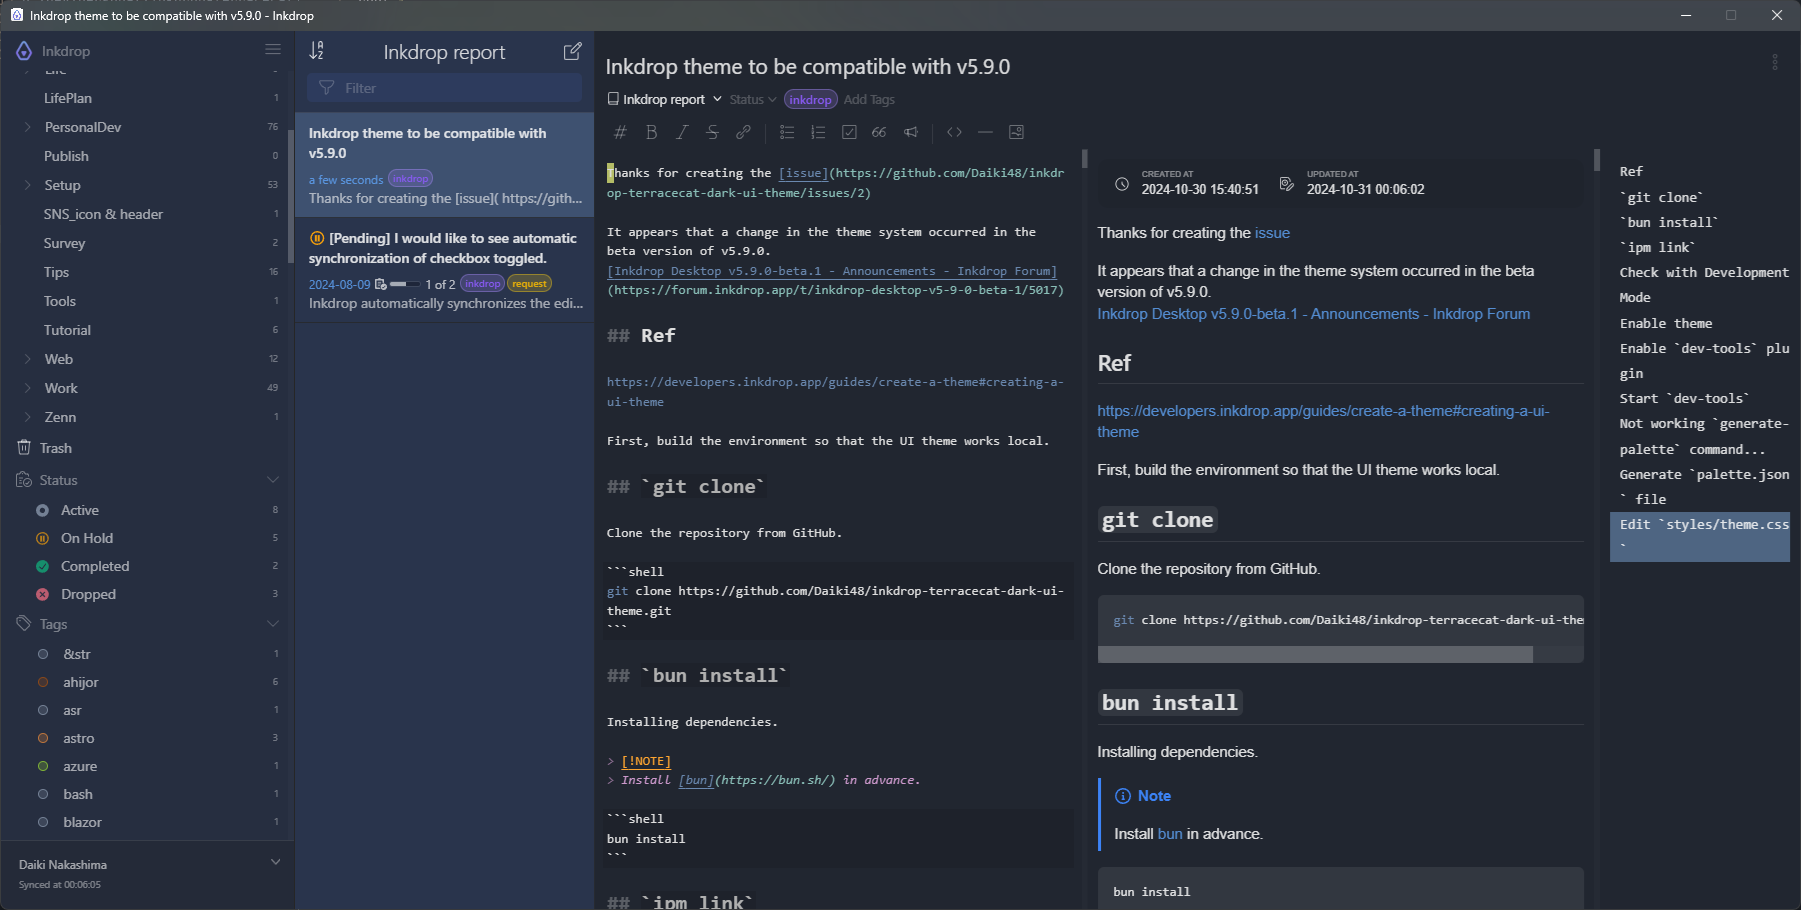 Inkdrop theme to be compatible with v5.9.0 - Inkdrop
Inkdrop
Life
LifePlan 1
PersonalDev 76
Publish 0
Setup 53
SNS_icon & header 1
Survey 2
Tips 16
Tools 1
Tutorial 6
Web 12
Work 49
Zenn 1
Trash
Status
Active 8
On Hold 5
Completed 2
Dropped 3
Tags
&str 1
ahijor 6
asr 1
astro 3
azure 1
bash 1
blazor 1
Daiki Nakashima
Synced at 00:06:05
Inkdrop report
Filter
Inkdrop theme to be compatible with
v5.9.0
a few seconds inkdrop
Thanks for creating the [issue]( https://gith...
[Pending] I would like to see automatic
synchronization of checkbox toggled.
2024-08-09 1 of 2 inkdrop request
Inkdrop automatically synchronizes the edi...
Inkdrop theme to be compatible with v5.9.0
Inkdrop report Status inkdrop Add Tags
Thanks for creating the [issue](https://github.com/Daiki48/inkdr
op-terracecat-dark-ui-theme/issues/2)
It appears that a change in the theme system occurred in the
beta version of v5.9.0.
[Inkdrop Desktop v5.9.0-beta.1 - Announcements - Inkdrop Forum]
(https://forum.inkdrop.app/t/inkdrop-desktop-v5-9-0-beta-1/5017)
## Ref
https://developers.inkdrop.app/guides/create-a-theme#creating-a-
ui-theme
First, build the environment so that the UI theme works local.
## `git clone`
Clone the repository from GitHub.
```shell
git clone https://github.com/Daiki48/inkdrop-terracecat-dark-ui-
theme.git
```
## `bun install`
Installing dependencies.
> [!NOTE]
> Install [bun](https://bun.sh/) in advance.
```shell
bun install
```
## `ipm link`
CREATED AT
2024-10-30 15:40:51
UPDATED AT
2024-10-31 00:06:02
Thanks for creating the issue
It appears that a change in the theme system occurred in the beta
version of v5.9.0.
Inkdrop Desktop v5.9.0-beta.1 - Announcements - Inkdrop Forum
Ref
https://developers.inkdrop.app/guides/create-a-theme#creating-a-ui-
theme
First, build the environment so that the UI theme works local.
git clone
Clone the repository from GitHub.
git clone https://github.com/Daiki48/inkdrop-terracecat-dark-ui-the
bun install
Installing dependencies.
Note
Install bun in advance.
bun install
Ref
`git clone`
`bun install`
`ipm link`
Check with Development
Mode
Enable theme
Enable `dev-tools` plu
gin
Start `dev-tools`
Not working `generate-
palette` command...
Generate `palette.json
` file
Edit `styles/theme.css
`